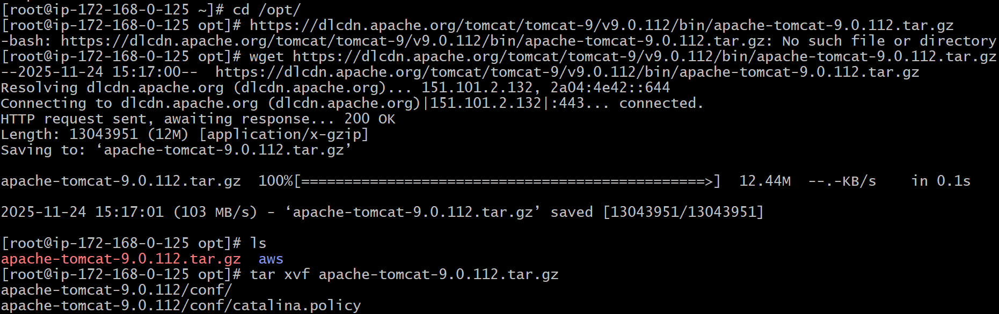 [root@ip-172-168-0-125 ~]# cd /opt/
[root@ip-172-168-0-125 opt]# https://dlcdn.apache.org/tomcat/tomcat-9/v9.0.112/bin/apache-tomcat-9.0.112.tar.gz
-bash: https://dlcdn.apache.org/tomcat/tomcat-9/v9.0.112/bin/apache-tomcat-9.0.112.tar.gz: No such file or directory
[root@ip-172-168-0-125 opt]# wget https://dlcdn.apache.org/tomcat/tomcat-9/v9.0.112/bin/apache-tomcat-9.0.112.tar.gz
--2025-11-24 15:17:00--  https://dlcdn.apache.org/tomcat/tomcat-9/v9.0.112/bin/apache-tomcat-9.0.112.tar.gz
Resolving dlcdn.apache.org (dlcdn.apache.org)... 151.101.2.132, 2a04:4e42::644
Connecting to dlcdn.apache.org (dlcdn.apache.org)|151.101.2.132|:443... connected.
HTTP request sent, awaiting response... 200 OK
Length: 13043951 (12M) [application/x-gzip]
Saving to: ‘apache-tomcat-9.0.112.tar.gz’
apache-tomcat-9.0.112.tar.gz  100%[===============================================>]  12.44M  --.-KB/s    in 0.1s
2025-11-24 15:17:01 (103 MB/s) - ‘apache-tomcat-9.0.112.tar.gz’ saved [13043951/13043951]
[root@ip-172-168-0-125 opt]# ls
apache-tomcat-9.0.112.tar.gz  aws
[root@ip-172-168-0-125 opt]# tar xvf apache-tomcat-9.0.112.tar.gz
apache-tomcat-9.0.112/conf/
apache-tomcat-9.0.112/conf/catalina.policy